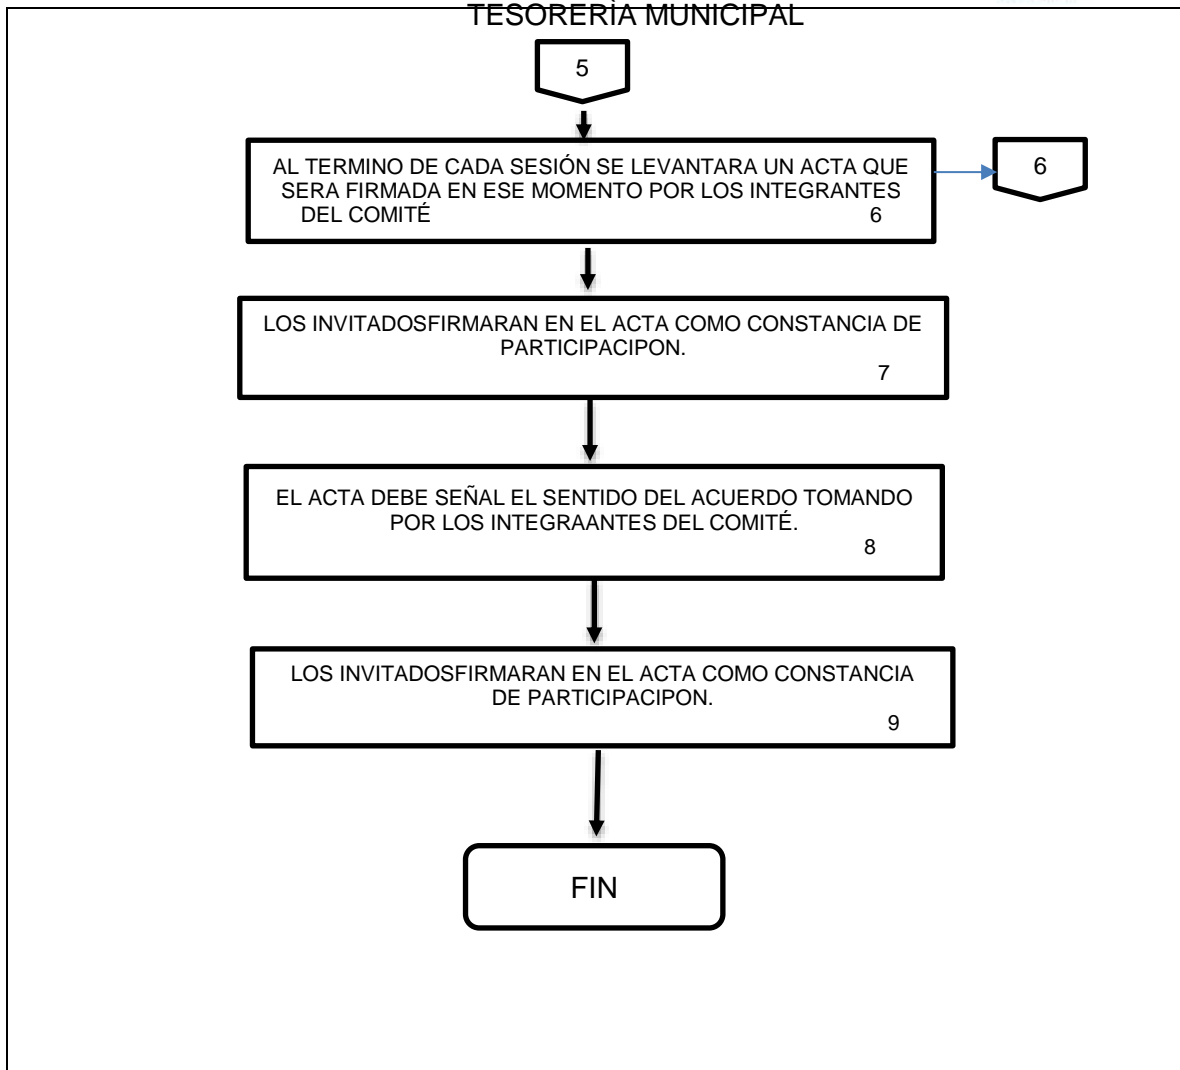 TESORERÍA MUNICIPAL
5
AL TERMINO DE CADA SESIÓN SE LEVANTARA UN ACTA QUE
SERA FIRMADA EN ESE MOMENTO POR LOS INTEGRANTES
DEL COMITÉ 6
6
LOS INVITADOSFIRMARAN EN EL ACTA COMO CONSTANCIA DE
PARTICIPACIPON.
7
EL ACTA DEBE SEÑAL EL SENTIDO DEL ACUERDO TOMANDO
POR LOS INTEGRAANTES DEL COMITÉ.
8
LOS INVITADOSFIRMARAN EN EL ACTA COMO CONSTANCIA
DE PARTICIPACIPON.
9
FIN